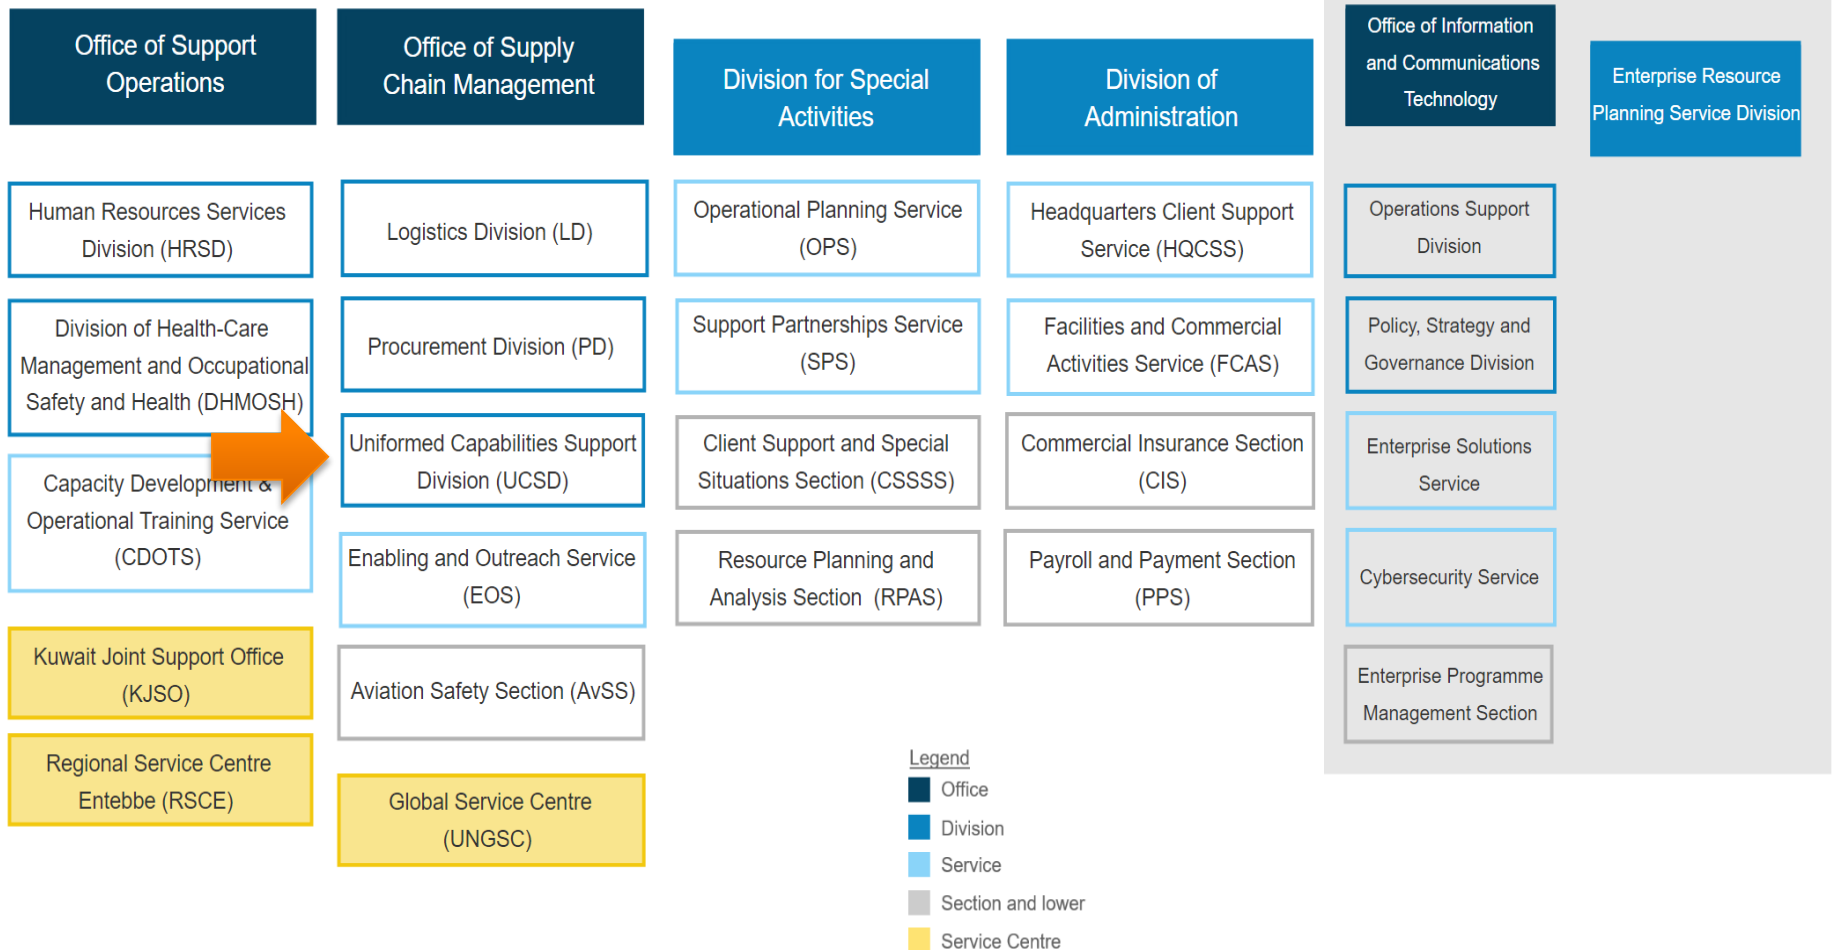 Office of Support
Operations
Human Resources Services
Division (HRSD)
Division of Health-Care
Management and Occupational
Safety and Health (DHMOSH)
Capacity Development &
Operational Training Service
(CDOTS)
Kuwait Joint Support Office
(KJSO)
Regional Service Centre
Entebbe (RSCE)
Office of Supply
Chain Management
Logistics Division (LD)
Procurement Division (PD)
Uniformed Capabilities Support
Division (UCSD)
Enabling and Outreach Service
(EOS)
Aviation Safety Section (AvSS)
Global Service Centre
(UNGSC)
Division for Special
Activities
Operational Planning Service
(OPS)
Support Partnerships Service
(SPS)
Client Support and Special
Situations Section (CSSSS)
Resource Planning and
Analysis Section (RPAS)
Division of
Administration
Headquarters Client Support
Service (HQCSS)
Facilities and Commercial
Activities Service (FCAS)
Commercial Insurance Section
(CIS)
Payroll and Payment Section
(PPS)
Office of Information
and Communications
Technology
Operations Support
Division
Policy, Strategy and
Governance Division
Enterprise Solutions
Service
Cybersecurity Service
Enterprise Programme
Management Section
Enterprise Resource
Planning Service Division
Legend
Office
Division
Service
Section and lower
Service Centre